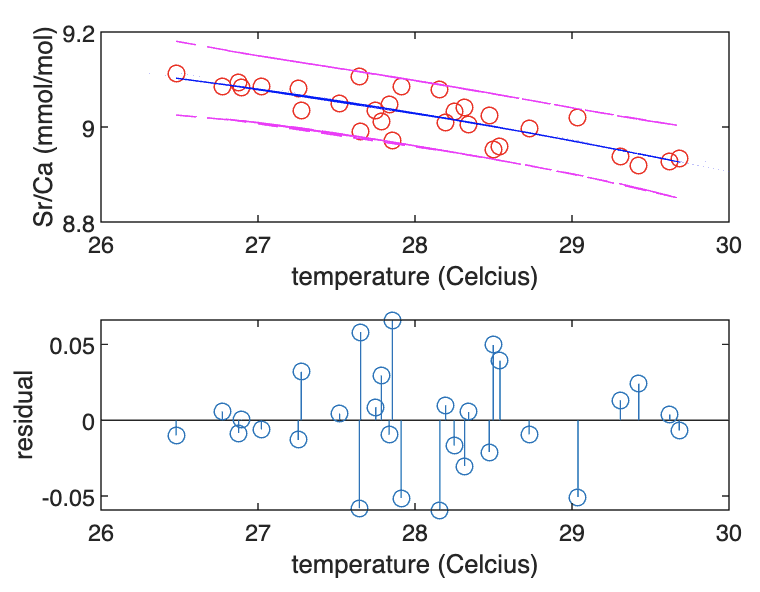 9.2
9
8.8
Sr/Ca (mmol/mol)
26 27 28 29 30
temperature (Celcius)
0.05
0
-0.05
residual
26 27 28 29 30
temperature (Celcius)